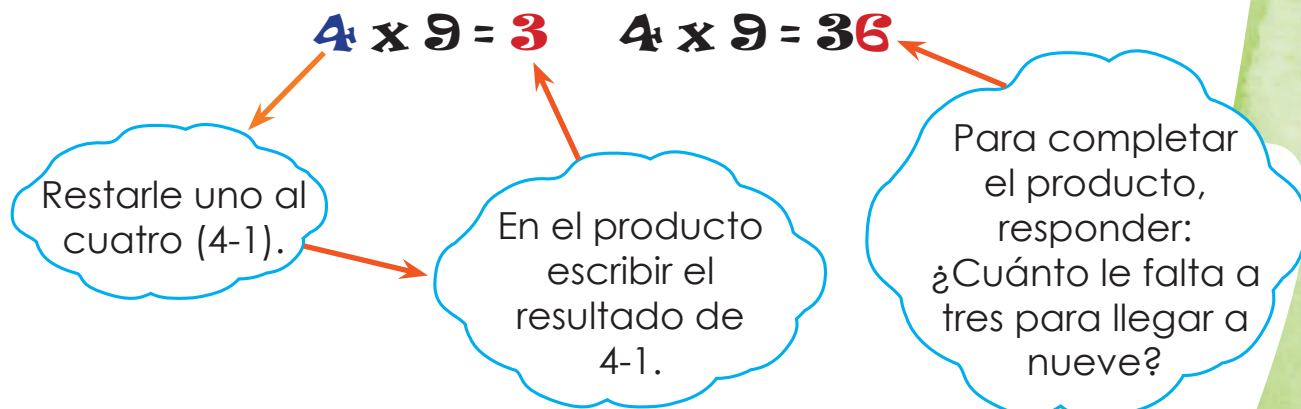 4 x 9 = 3 4 x 9 = 36
Restarle uno al
cuatro (4-1).
En el producto
escribir el
resultado de
4-1.
Para completar
el producto,
responder:
¿Cuánto le falta a
tres para llegar a
nueve?